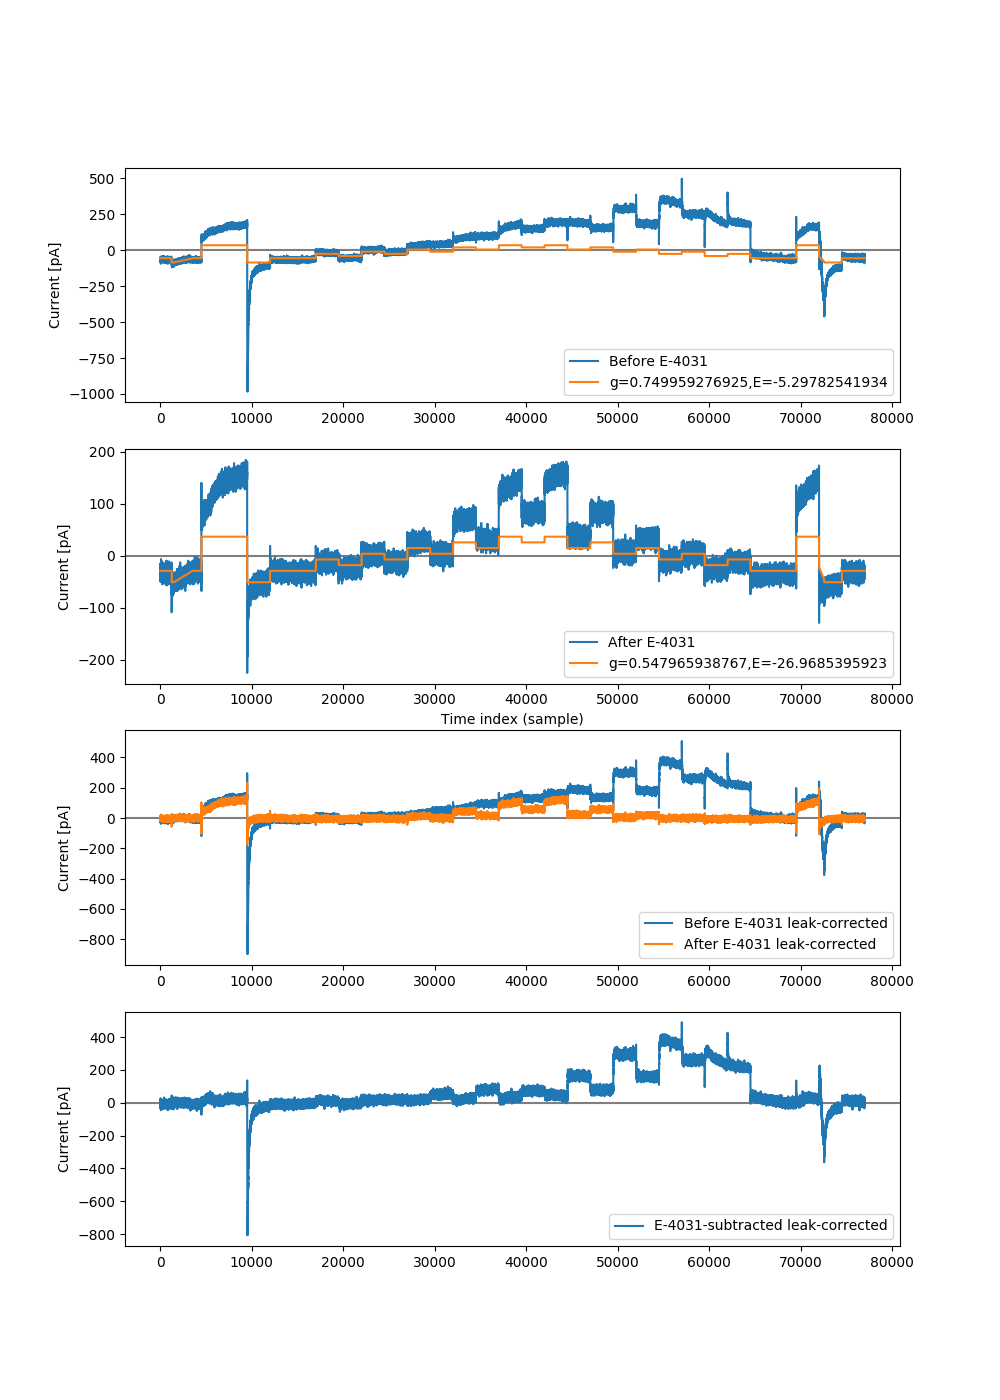 500
250
0
−250
−500
−750
−1000
Current [pA]
Before E-4031
g=0.749959276925,E=-5.29782541934
0 10000 20000 30000 40000 50000 60000 70000 80000
200
100
0
−100
−200
Current [pA]
After E-4031
g=0.547965938767,E=-26.9685395923
0 10000 20000 30000 40000 50000 60000 70000 80000
Time index (sample)
400
200
0
−200
−400
−600
−800
Current [pA]
Before E-4031 leak-corrected
After E-4031 leak-corrected
0 10000 20000 30000 40000 50000 60000 70000 80000
400
200
0
−200
−400
−600
−800
Current [pA]
E-4031-subtracted leak-corrected
0 10000 20000 30000 40000 50000 60000 70000 80000